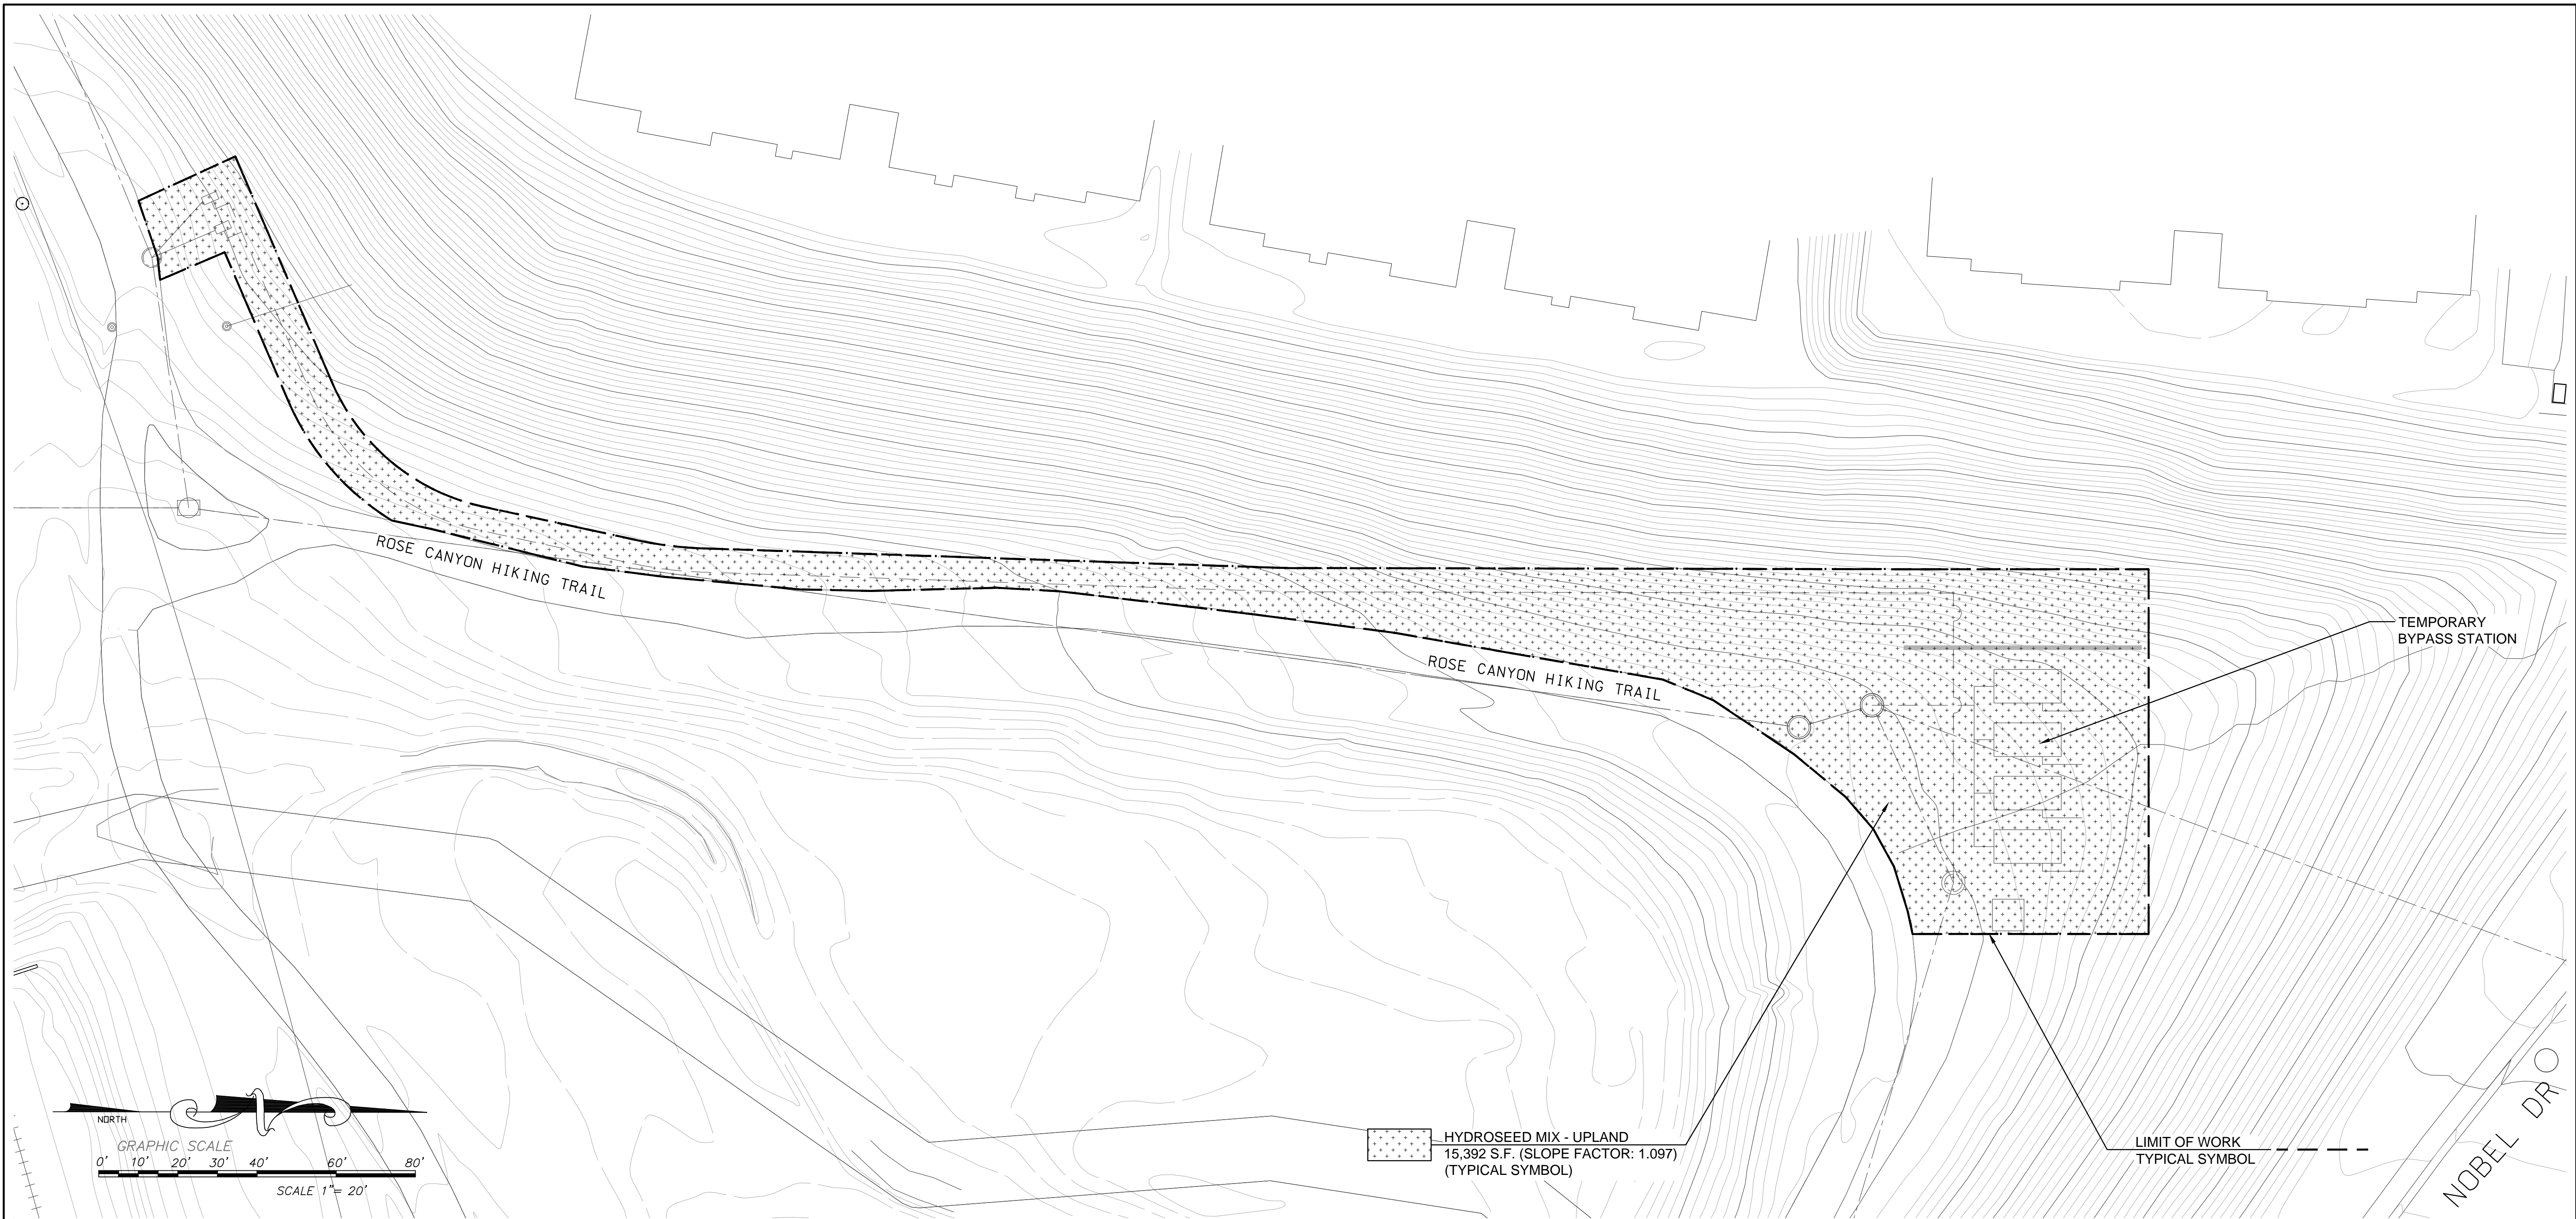 ROSE CANYON HIKING TRAIL
TEMPORARY
BYPASS STATION
ROSE CANYON HIKING TRAIL
NORTH
GRAPHIC SCALE
0' 10' 20' 30' 40' 60' 80'
SCALE 1"= 20'
HYDROSEED MIX - UPLAND
15,392 S.F. (SLOPE FACTOR: 1.097)
(TYPICAL SYMBOL)
LIMIT OF WORK
TYPICAL SYMBOL
NOBEL DR